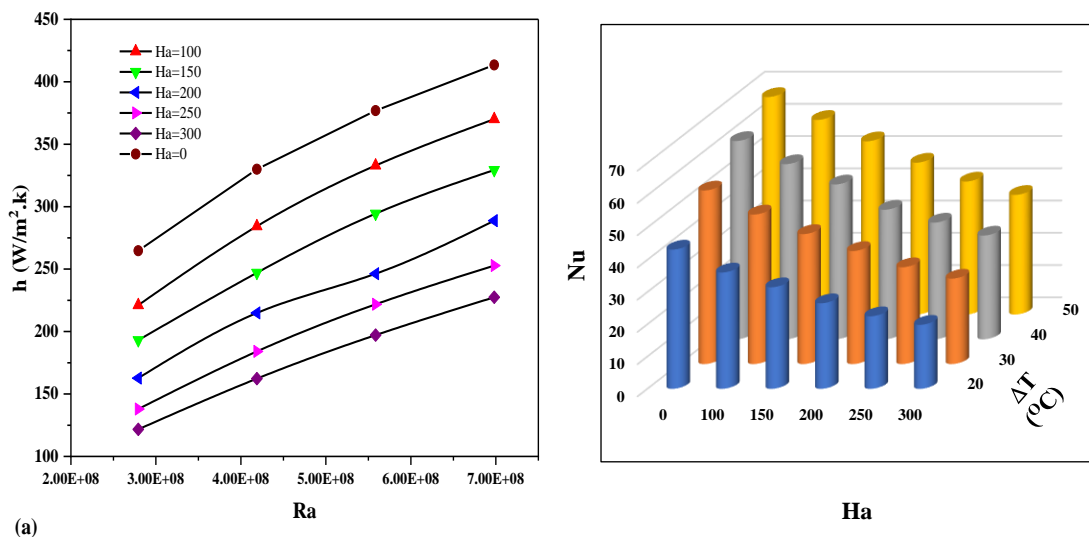 450
400
350
300
250
200
150
100
h (W/m².k)
Ha=100
Ha=150
Ha=200
Ha=250
Ha=300
Ha=0
2.00E+08 3.00E+08 4.00E+08 5.00E+08 6.00E+08 7.00E+08
Ra
(a)
70
60
50
40
30
20
10
0
Nu
0 100 150 200 250 300
Ha
20
30
40
50
ΔT
(⁰C)